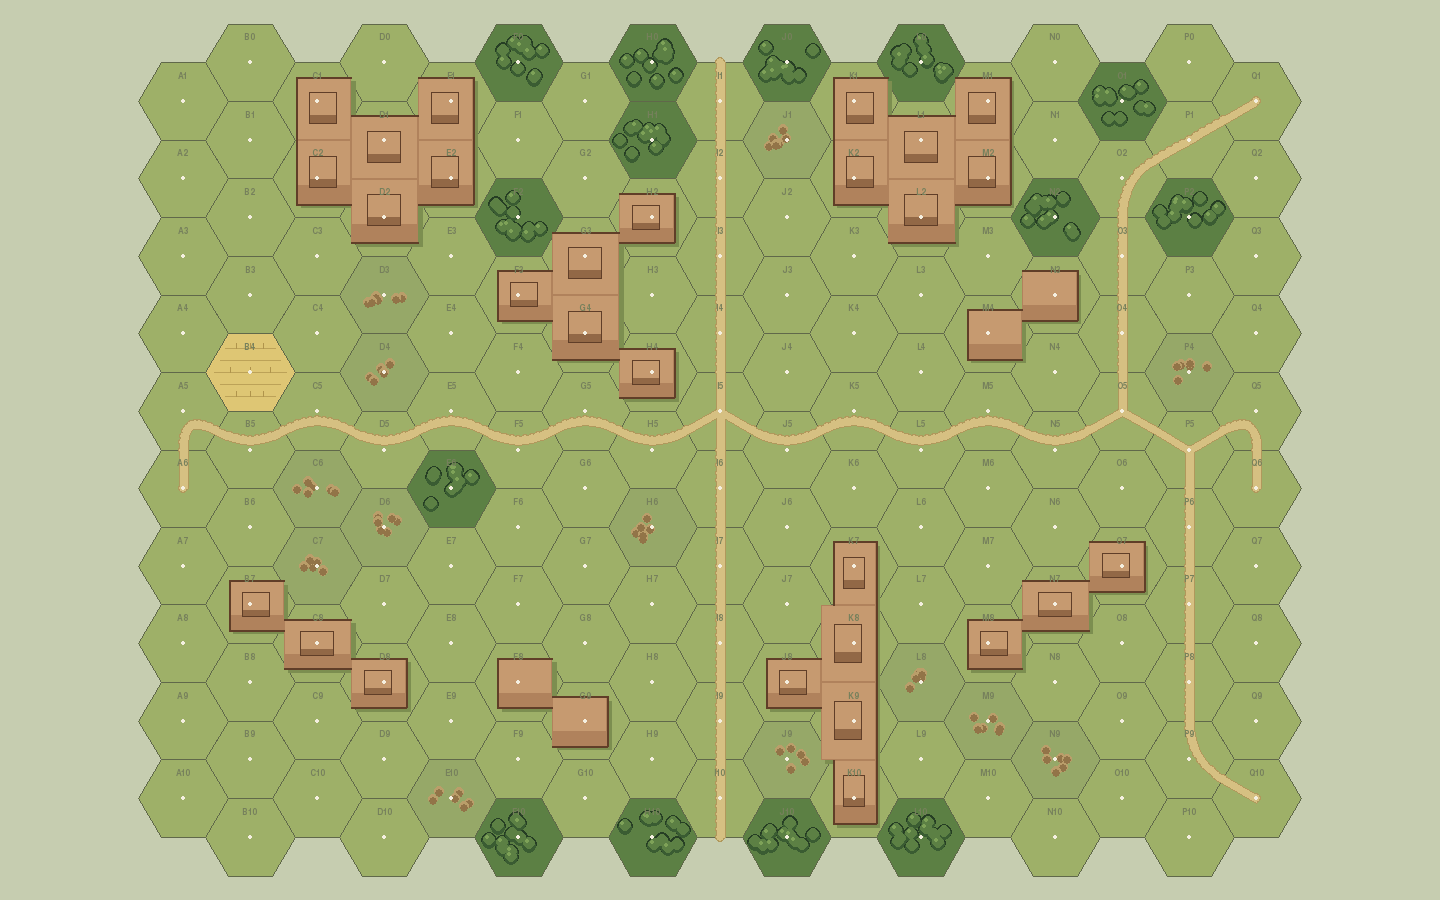 B0 D0 H0 J0 N0 P0
A1 C1 E1 G1 I1 K1 M1 O1 Q1
B1 D1 F1 H1 J1 L1 N1 P1
A2 C2 E2 G2 I2 K2 M2 O2 Q2
B2 D2 F2 H2 J2 L2 N2 P2
A3 C3 E3 G3 I3 K3 M3 O3 Q3
B3 D3 F3 H3 J3 L3 N3 P3
A4 C4 E4 G4 I4 K4 M4 O4 Q4
B4 D4 F4 H4 J4 L4 N4 P4
A5 C5 E5 G5 I5 K5 M5 O5 Q5
B5 D5 F5 H5 J5 L5 N5 P5
A6 C6 G6 I6 K6 M6 O6 Q6
B6 D6 F6 H6 J6 L6 N6 P6
A7 C7 E7 G7 I7 K7 M7 O7 Q7
B7 D7 F7 H7 J7 L7 N7 P7
A8 C8 E8 G8 I8 K8 M8 O8 Q8
B8 D8 F8 H8 J8 L8 N8 P8
A9 C9 E9 G9 I9 K9 M9 O9 Q9
B9 D9 F9 H9 J9 L9 N9 P9
A10 C10 E10 G10 I10 K10 M10 O10 Q10
B10 D10 N10 P10